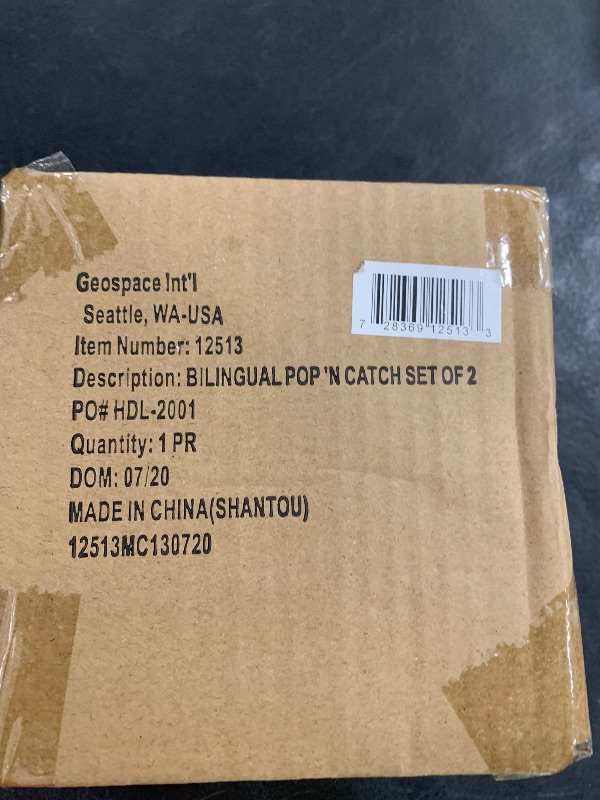 Geospace Int'l
Seattle, WA-USA
Item Number: 12513
Description: BILINGUAL POP 'N CATCH SET OF 2
PO# HDL-2001
Quantity: 1 PR
DOM: 07/20
MADE IN CHINA(SHANTOU)
12513MC130720
7 28369 12513 3